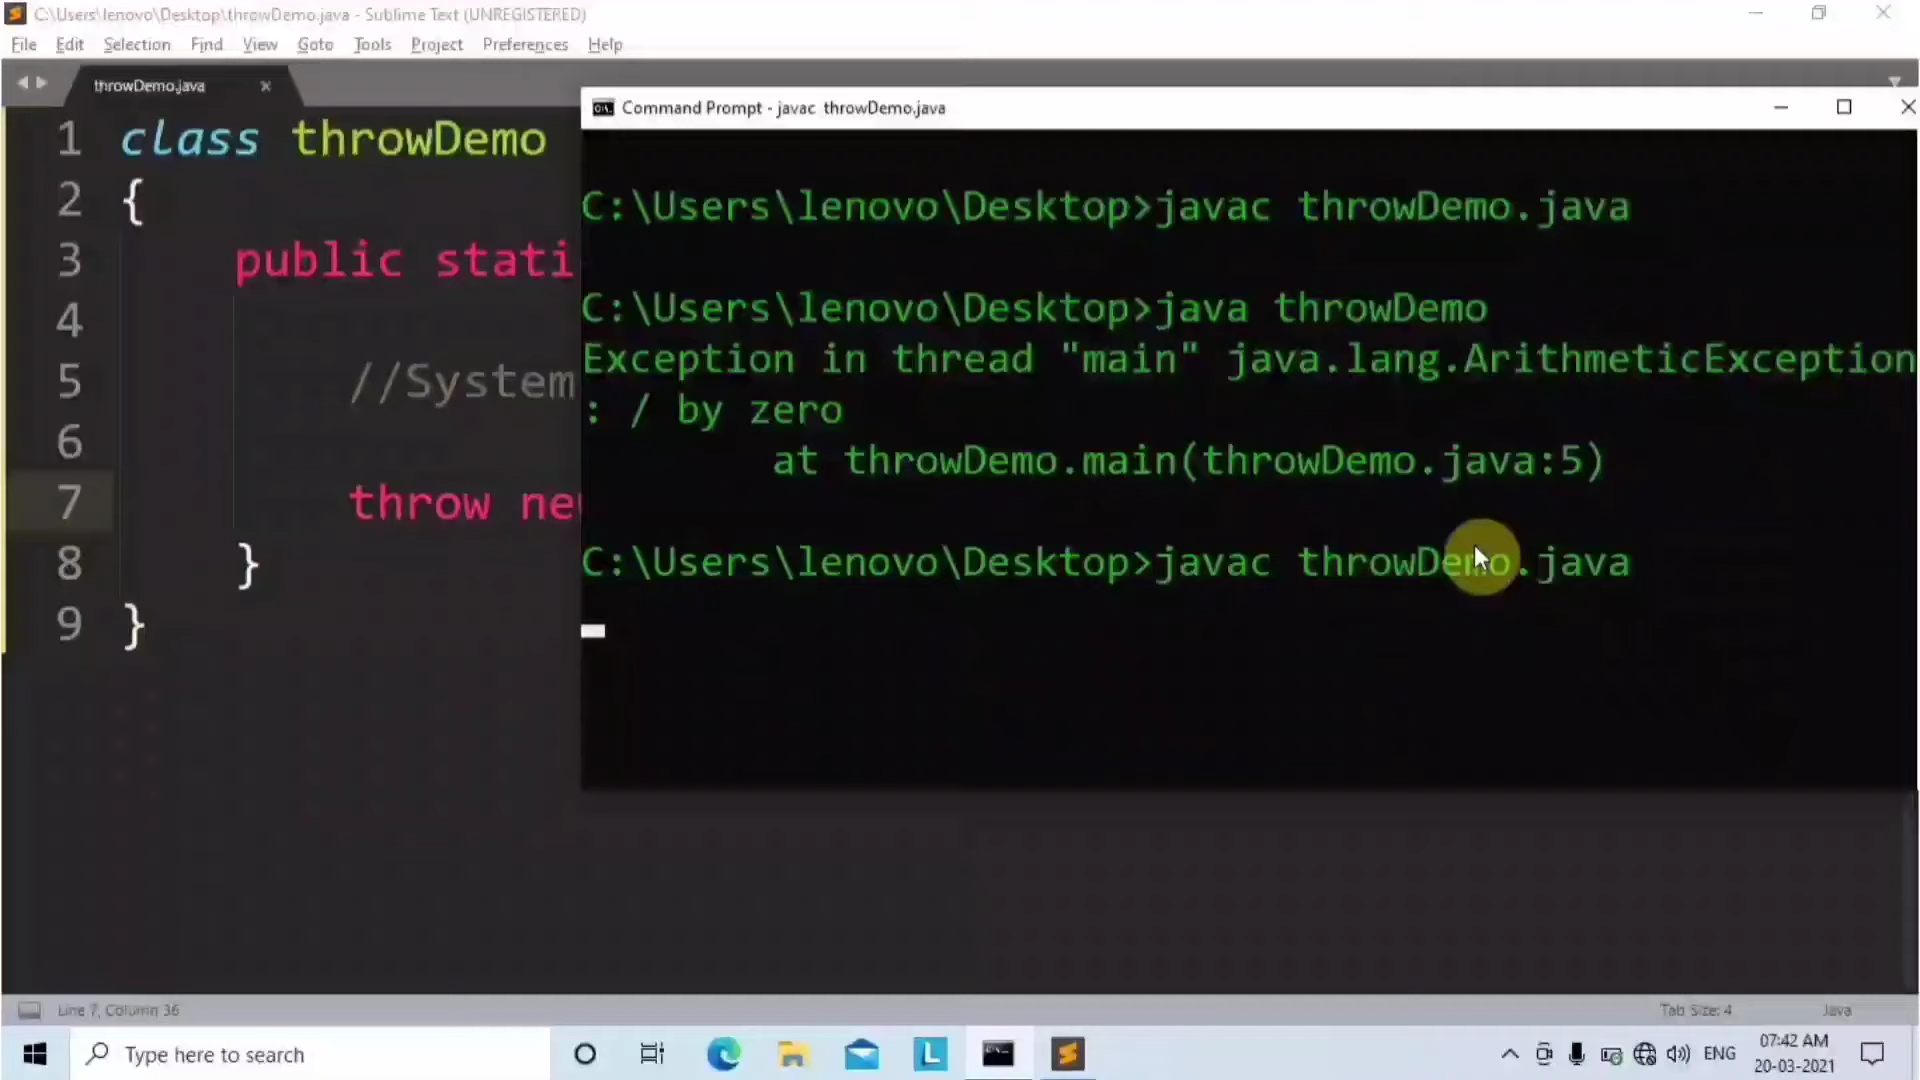 C:\Users\lenovo\Desktop\throwDemo.java - Sublime Text (UNREGISTERED)
File Edit Selection Find View Goto Tools Project Preferences Help
throwDemo.java
Command Prompt - javac throwDemo.java
1 class throwDemo
2 {
3 public stati
4
5 //System
6
7 throw ne
8 }
9 }
C:\Users\lenovo\Desktop>javac throwDemo.java
C:\Users\lenovo\Desktop>java throwDemo
Exception in thread "main" java.lang.ArithmeticException
: / by zero
at throwDemo.main(throwDemo.java:5)
C:\Users\lenovo\Desktop>javac throwDemo.java
Line 7, Column 36
Tab Size: 4
Java
Type here to search
L
ENG
07:42 AM
20-03-2021